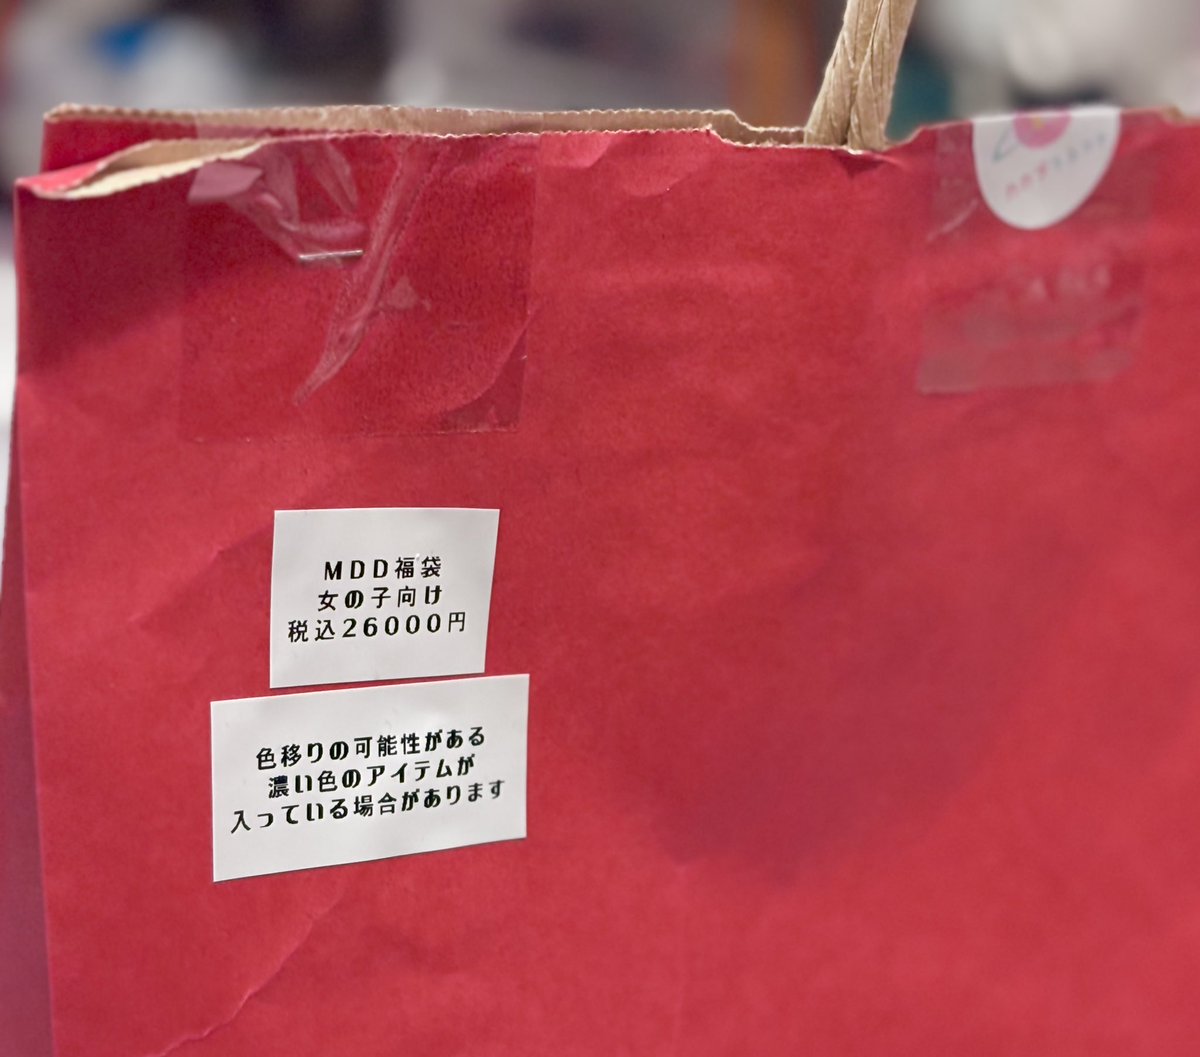 MDD福袋
女の子向け
税込26000円
色移りの可能性がある
濃い色のアイテムが
入っている場合があります